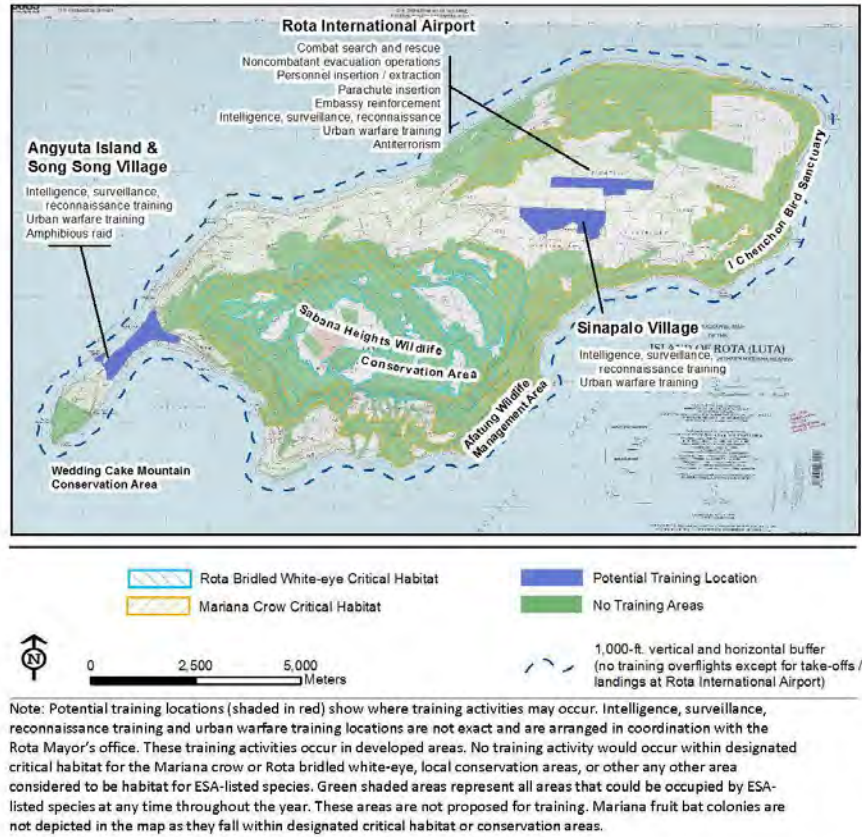 Rota International Airport
Combat search and rescue
Noncombatant evacuation operations
Personnel insertion / extraction
Parachute insertion
Embassy reinforcement
Intelligence, surveillance, reconnaissance
Urban warfare training
Antiterrorism
Angyuta Island &
Song Song Village
Intelligence, surveillance,
reconnaissance training
Urban warfare training
Amphibious raid
I Chenchon Bird Sanctuary
Sabana Heights Wildlife
Conservation Area
Sinapalo Village
Intelligence, surveillance,
reconnaissance training
Urban warfare training
ISLAND OF ROTA (LUTA)
Afatung Wildlife
Management Area
Wedding Cake Mountain
Conservation Area
Rota Bridled White-eye Critical Habitat
Potential Training Location
Mariana Crow Critical Habitat
No Training Areas
N
0 2,500 5,000
Meters
1,000-ft. vertical and horizontal buffer
(no training overflights except for take-offs /
landings at Rota International Airport)
Note: Potential training locations (shaded in red) show where training activities may occur. Intelligence, surveillance,
reconnaissance training and urban warfare training locations are not exact and are arranged in coordination with the
Rota Mayor's office. These training activities occur in developed areas. No training activity would occur within designated
critical habitat for the Mariana crow or Rota bridled white-eye, local conservation areas, or other any other area
considered to be habitat for ESA-listed species. Green shaded areas represent all areas that could be occupied by ESA-
listed species at any time throughout the year. These areas are not proposed for training. Mariana fruit bat colonies are
not depicted in the map as they fall within designated critical habitat or conservation areas.